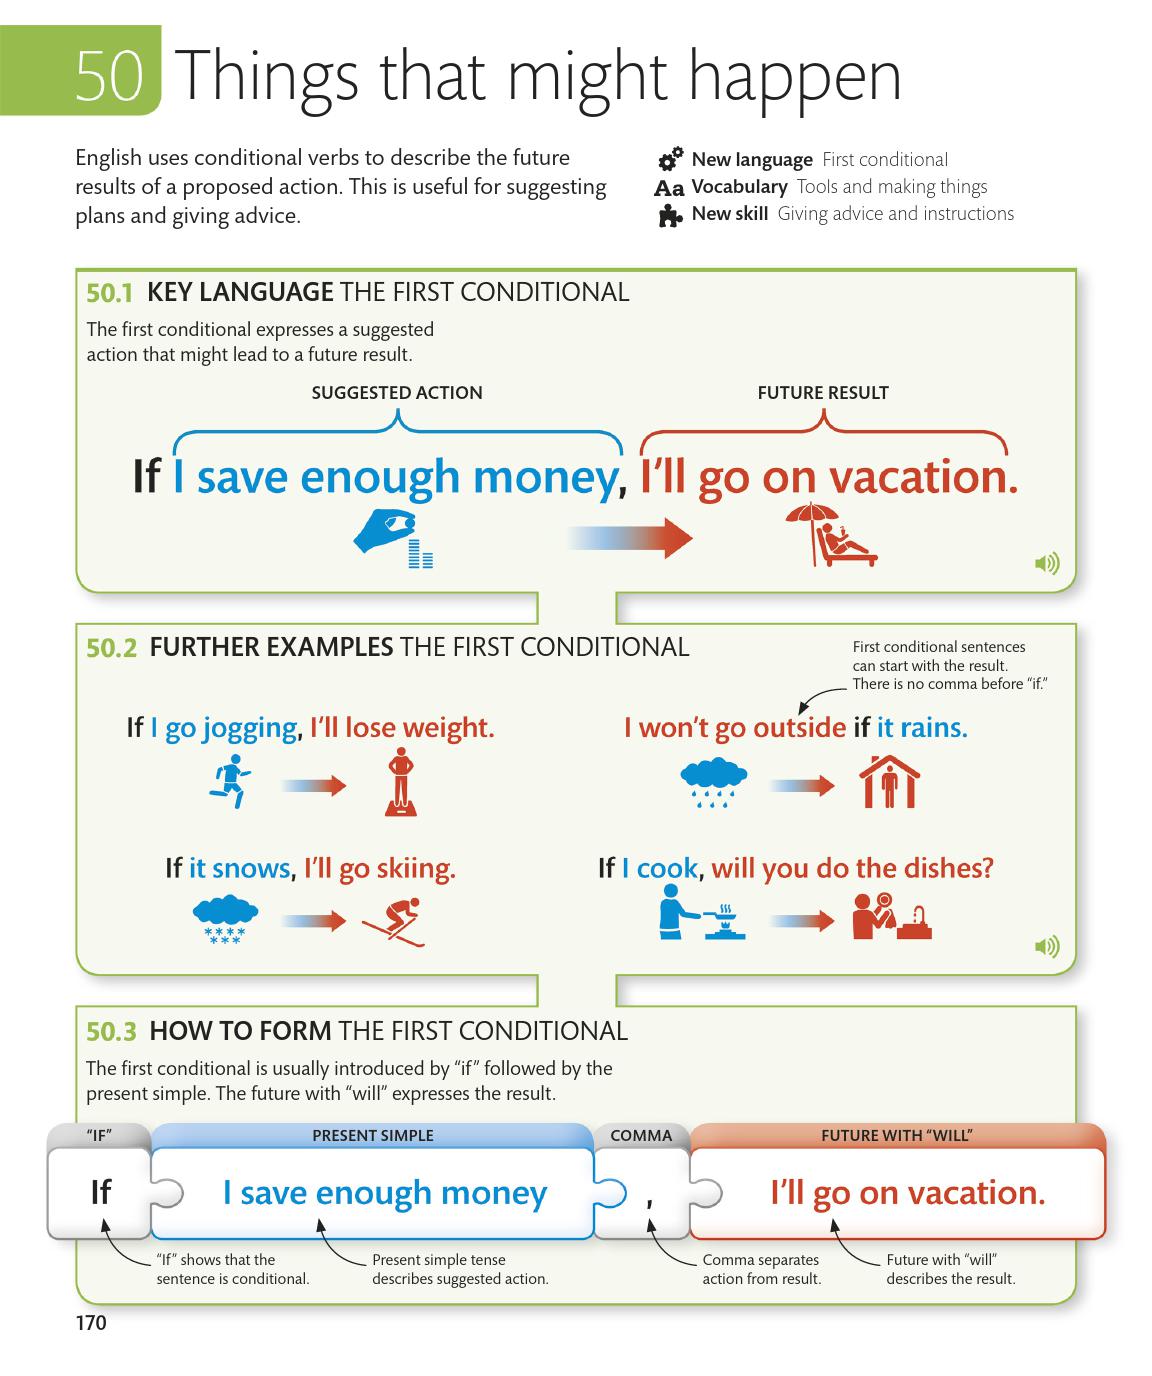 50 Things that might happen
English uses conditional verbs to describe the future
results of a proposed action. This is useful for suggesting
plans and giving advice.
New language First conditional
Aa Vocabulary Tools and making things
New skill Giving advice and instructions
50.1 KEY LANGUAGE THE FIRST CONDITIONAL
The first conditional expresses a suggested
action that might lead to a future result.
SUGGESTED ACTION
FUTURE RESULT
If I save enough money, I’ll go on vacation.
50.2 FURTHER EXAMPLES THE FIRST CONDITIONAL
First conditional sentences
can start with the result.
There is no comma before “if.”
If I go jogging, I’ll lose weight.
I won’t go outside if it rains.
If it snows, I’ll go skiing.
If I cook, will you do the dishes?
50.3 HOW TO FORM THE FIRST CONDITIONAL
The first conditional is usually introduced by “if” followed by the
present simple. The future with “will” expresses the result.
“IF”
PRESENT SIMPLE
COMMA
FUTURE WITH “WILL”
If
I save enough money
,
I’ll go on vacation.
“If” shows that the
sentence is conditional.
Present simple tense
describes suggested action.
Comma separates
action from result.
Future with “will”
describes the result.
170